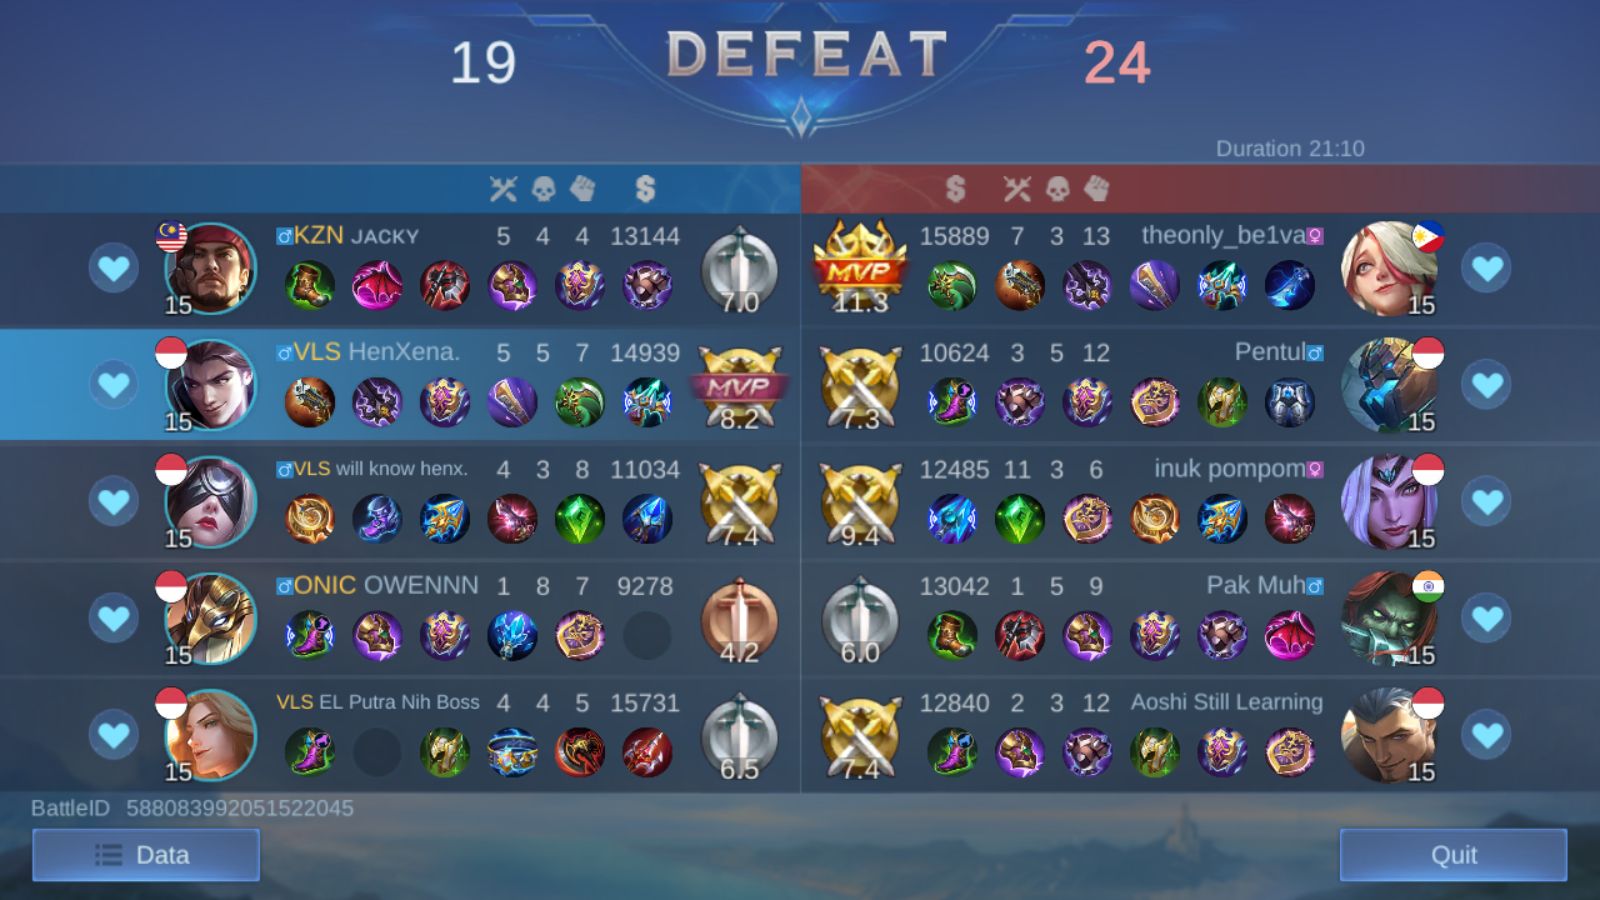 19 DEFEAT 24
Duration 21:10
KZN JACKY 5 4 4 13144 7.0 15
MVP 11.3 15889 7 3 13 theonly_be1va 15
VLS HenXena. 5 5 7 14939 MVP 8.2 15
7.3 10624 3 5 12 Pentul 15
VLS will know henx. 4 3 8 11034 7.4 15
9.4 12485 11 3 6 inuk pompom 15
ONIC OWENNN 1 8 7 9278 4.2 15
6.0 13042 1 5 9 Pak Muh 15
VLS EL Putra Nih Boss 4 4 5 15731 6.5 15
7.4 12840 2 3 12 Aoshi Still Learning 15
BattleID 588083992051522045
Data
Quit